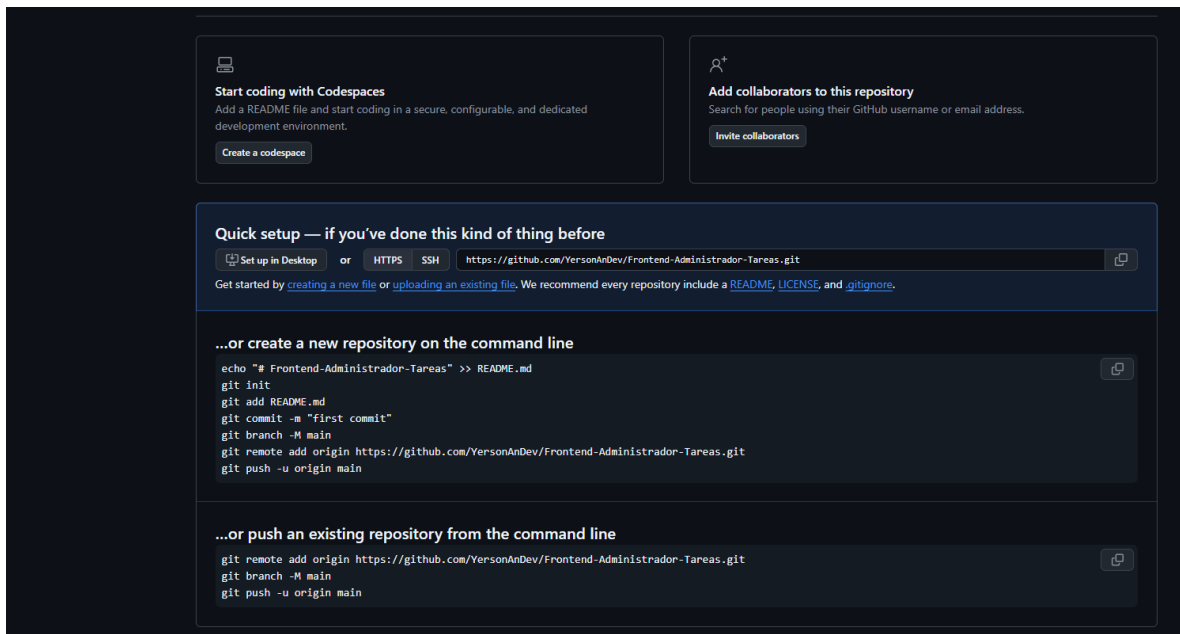 Start coding with Codespaces
Add a README file and start coding in a secure, configurable, and dedicated
development environment.
Create a codespace
Add collaborators to this repository
Search for people using their GitHub username or email address.
Invite collaborators
Quick setup — if you've done this kind of thing before
Set up in Desktop or HTTPS SSH https://github.com/YersonAnDev/Frontend-Administrador-Tareas.git
Get started by creating a new file or uploading an existing file. We recommend every repository include a README, LICENSE, and .gitignore.
...or create a new repository on the command line
echo "# Frontend-Administrador-Tareas" >> README.md
git init
git add README.md
git commit -m "first commit"
git branch -M main
git remote add origin https://github.com/YersonAnDev/Frontend-Administrador-Tareas.git
git push -u origin main
...or push an existing repository from the command line
git remote add origin https://github.com/YersonAnDev/Frontend-Administrador-Tareas.git
git branch -M main
git push -u origin main